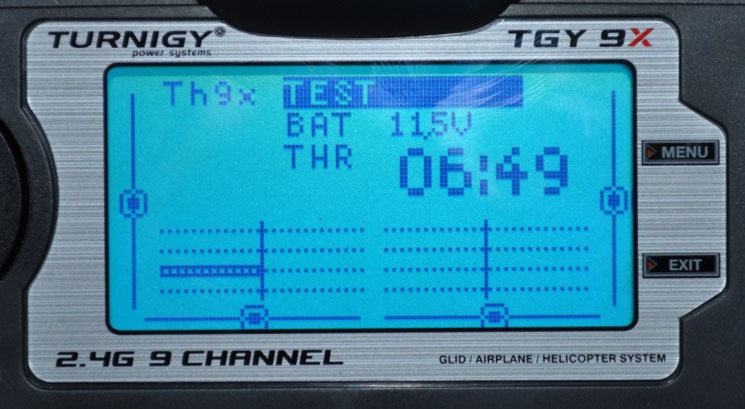 TURNIGY®
power systems
TGY 9X
Th9x TEST
BAT 11,5V
THR 06:49
MENU
EXIT
2.4G 9 CHANNEL
GLID / AIRPLANE / HELICOPTER SYSTEM